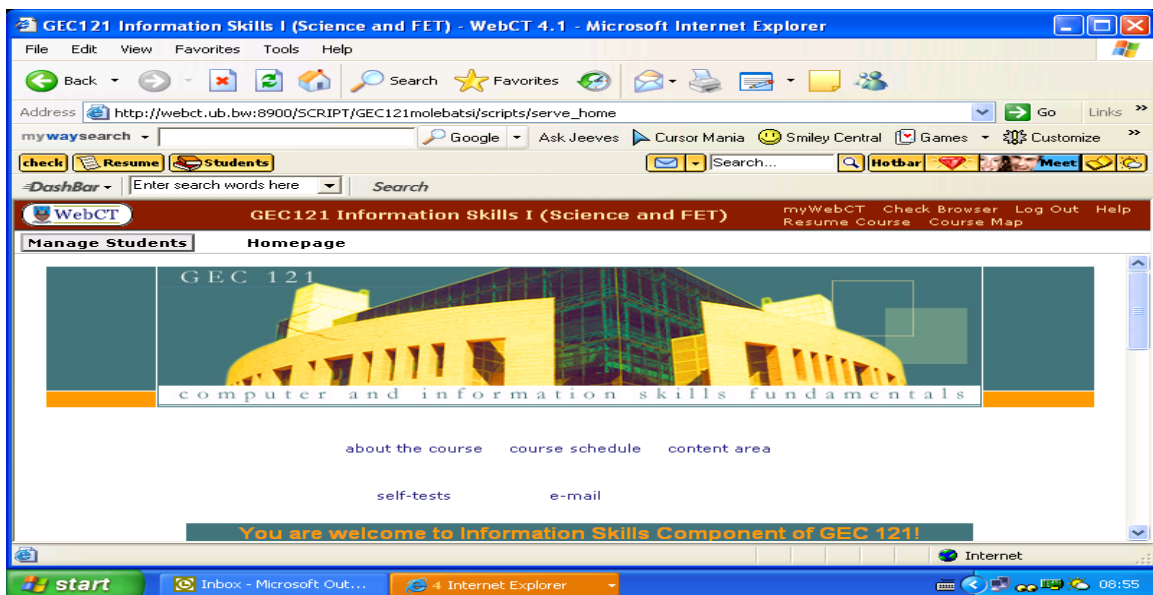 GEC121 Information Skills I (Science and FET) - WebCT 4.1 - Microsoft Internet Explorer
File Edit View Favorites Tools Help
Back Search Favorites
Address http://webct.ub.bw:8900/SCRIPT/GEC121molebatsi/scripts/serve_home Go Links »
mywaysearch Google Ask Jeeves Cursor Mania Smiley Central Games Customize »
check Resume Students Search... Hotbar Meet
DashBar Enter search words here Search
WebCT GEC121 Information Skills I (Science and FET) myWebCT Check Browser Log Out Help
Resume Course Course Map
Manage Students Homepage
GEC 121
computer and information skills fundamentals
about the course course schedule content area
self-tests e-mail
You are welcome to Information Skills Component of GEC 121!
Internet
start Inbox - Microsoft Out... 4 Internet Explorer 08:55